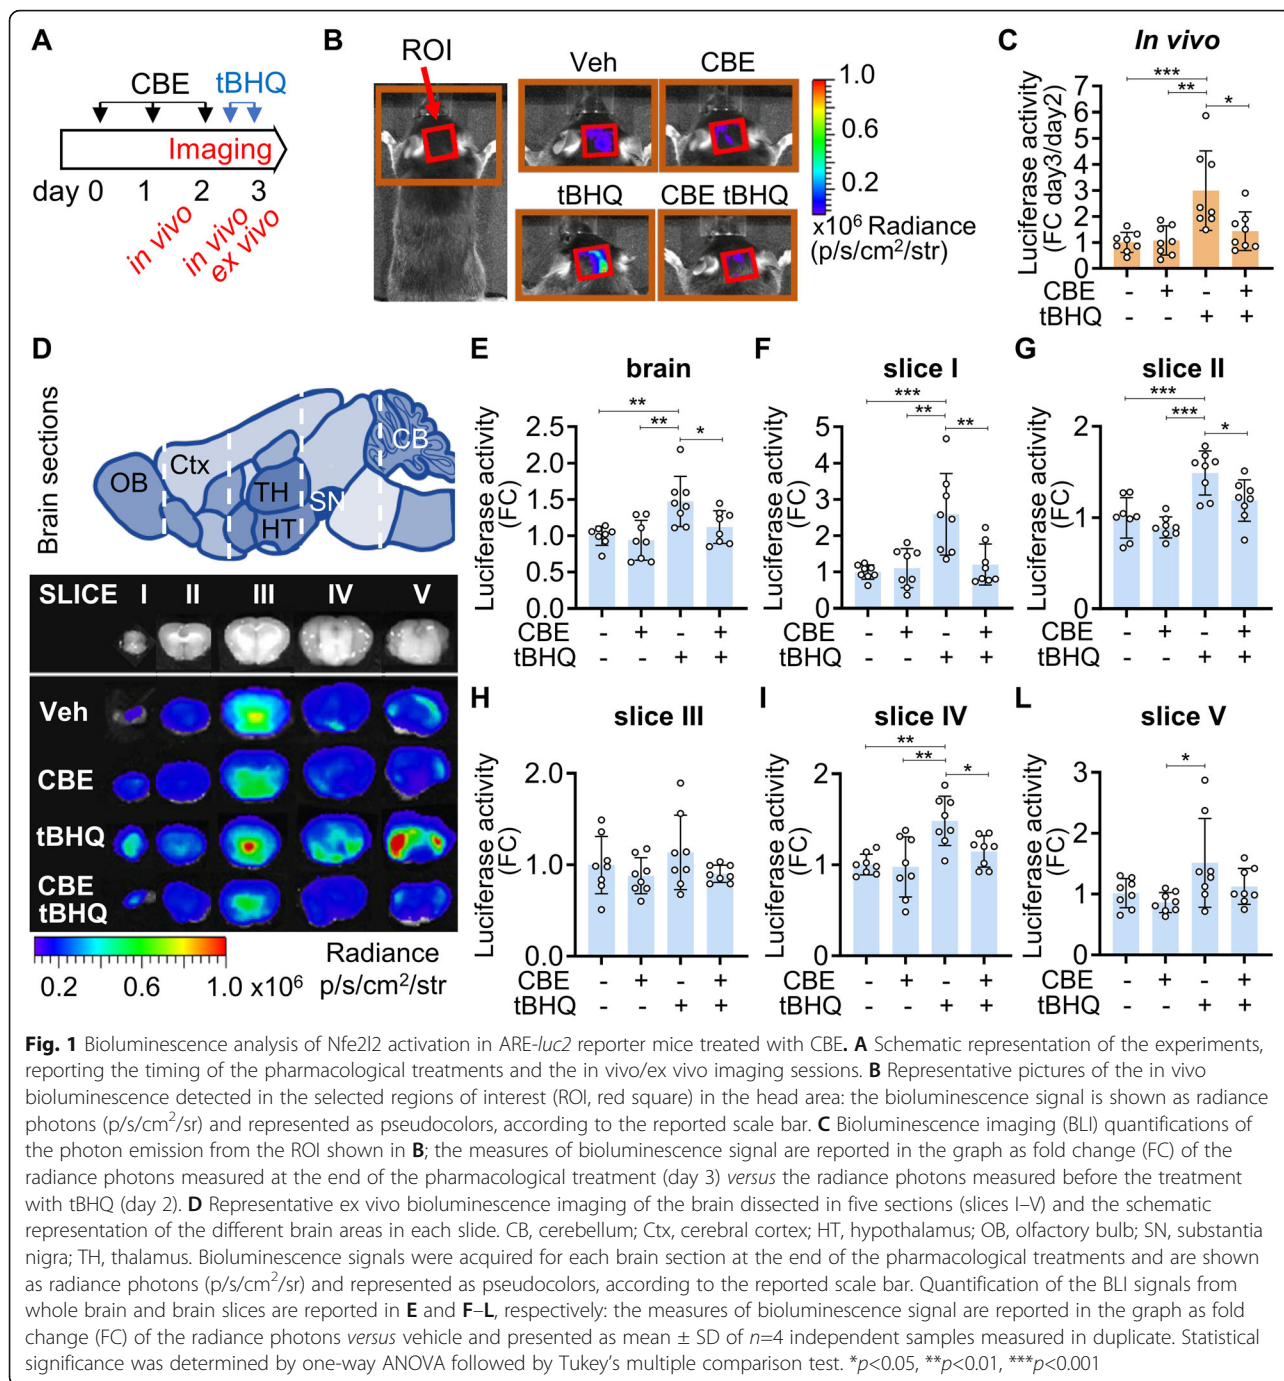 A
CBE tBHQ
Imaging
day 0 1 2 3
in vivo
in vivo
ex vivo
B
ROI
Veh CBE
tBHQ CBE tBHQ
1.0
0.6
0.2
x10⁶ Radiance
(p/s/cm²/str)
C
In vivo
***
**
*
Luciferase activity
(FC day3/day2)
7
6
5
4
3
2
1
0
CBE - + - +
tBHQ - - + +
D
Brain sections
OB
Ctx
TH
HT
SN
CB
SLICE I II III IV V
Veh
CBE
tBHQ
CBE
tBHQ
0.2 0.6 1.0 x10⁶
Radiance
p/s/cm²/str
E
brain
**
**
*
Luciferase activity
(FC)
2.5
2.0
1.5
1.0
0.5
0.0
CBE - + - +
tBHQ - - + +
F
slice I
***
**
**
Luciferase activity
(FC)
5
4
3
2
1
0
CBE - + - +
tBHQ - - + +
G
slice II
***
***
*
Luciferase activity
(FC)
2
1
0
CBE - + - +
tBHQ - - + +
H
slice III
Luciferase activity
(FC)
2.0
1.0
0.0
CBE - + - +
tBHQ - - + +
I
slice IV
**
**
*
Luciferase activity
(FC)
2
1
0
CBE - + - +
tBHQ - - + +
L
slice V
*
Luciferase activity
(FC)
3
2
1
0
CBE - + - +
tBHQ - - + +
Fig. 1 Bioluminescence analysis of Nfe2l2 activation in ARE-luc2 reporter mice treated with CBE. A Schematic representation of the experiments,
reporting the timing of the pharmacological treatments and the in vivo/ex vivo imaging sessions. B Representative pictures of the in vivo
bioluminescence detected in the selected regions of interest (ROI, red square) in the head area: the bioluminescence signal is shown as radiance
photons (p/s/cm²/sr) and represented as pseudocolors, according to the reported scale bar. C Bioluminescence imaging (BLI) quantifications of
the photon emission from the ROI shown in B; the measures of bioluminescence signal are reported in the graph as fold change (FC) of the
radiance photons measured at the end of the pharmacological treatment (day 3) versus the radiance photons measured before the treatment
with tBHQ (day 2). D Representative ex vivo bioluminescence imaging of the brain dissected in five sections (slices I–V) and the schematic
representation of the different brain areas in each slide. CB, cerebellum; Ctx, cerebral cortex; HT, hypothalamus; OB, olfactory bulb; SN, substantia
nigra; TH, thalamus. Bioluminescence signals were acquired for each brain section at the end of the pharmacological treatments and are shown
as radiance photons (p/s/cm²/sr) and represented as pseudocolors, according to the reported scale bar. Quantification of the BLI signals from
whole brain and brain slices are reported in E and F–L, respectively: the measures of bioluminescence signal are reported in the graph as fold
change (FC) of the radiance photons versus vehicle and presented as mean ± SD of n=4 independent samples measured in duplicate. Statistical
significance was determined by one-way ANOVA followed by Tukey's multiple comparison test. *p<0.05, **p<0.01, ***p<0.001